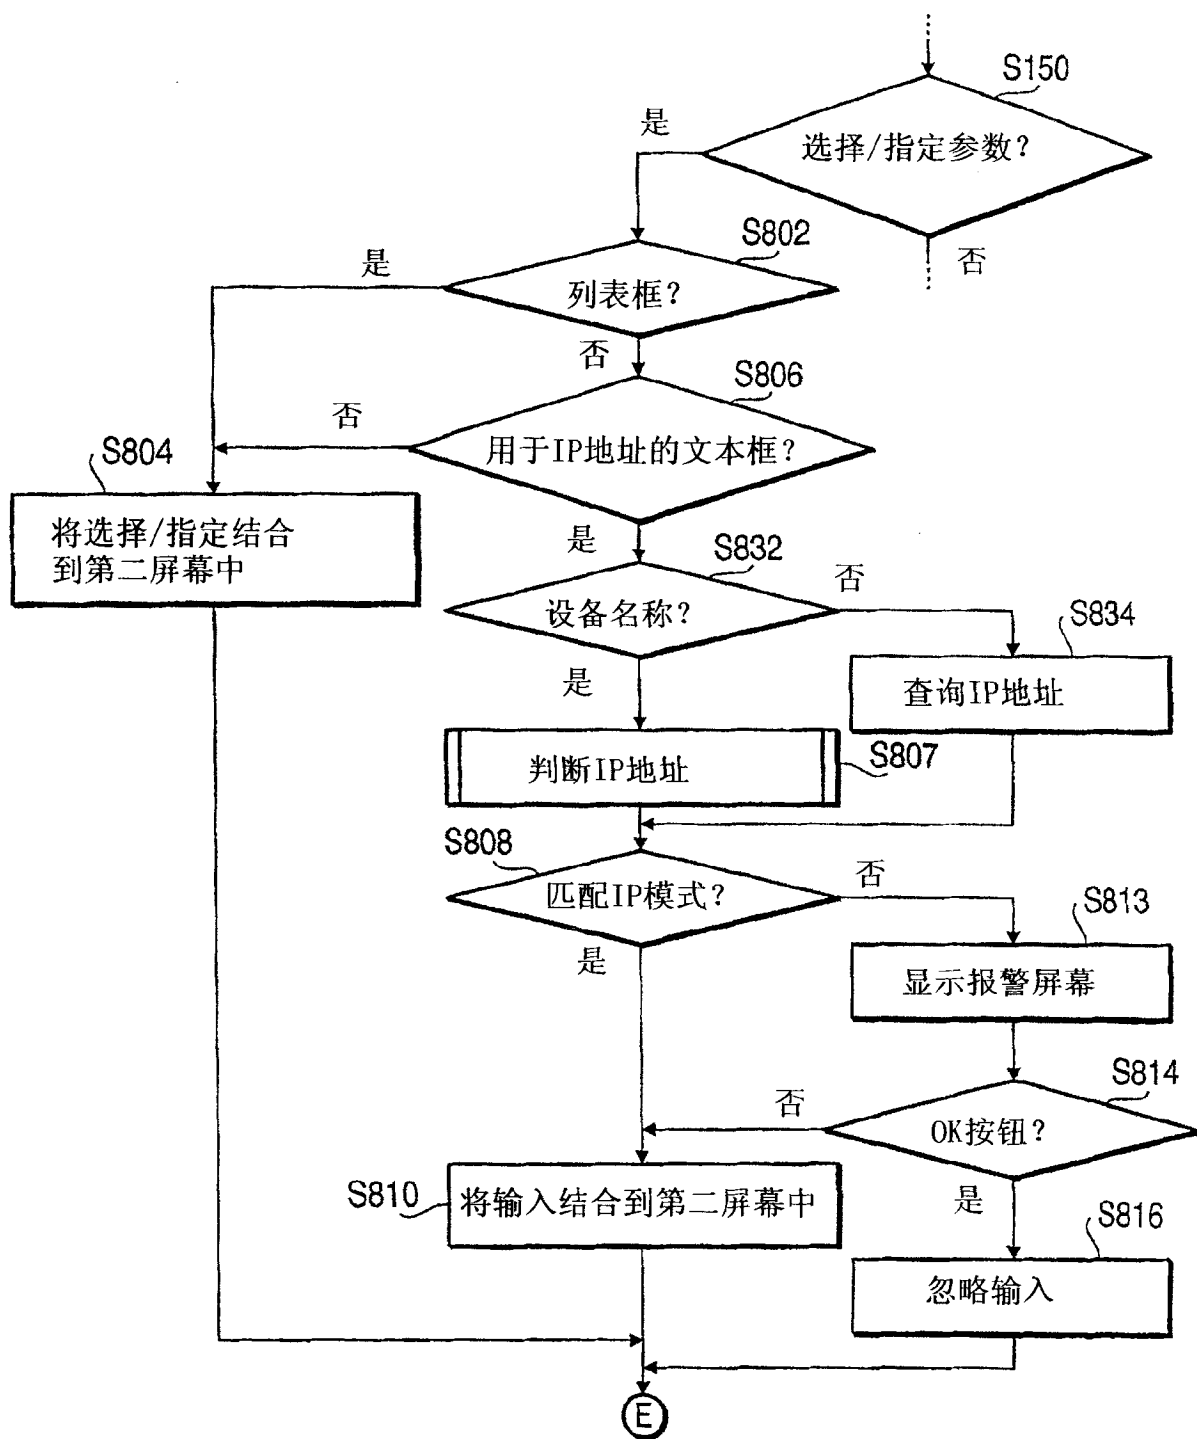 S150
选择/指定参数？
是
否
S802
列表框？
是
否
S806
用于IP地址的文本框？
否
是
S804
将选择/指定结合
到第二屏幕中
S832
设备名称？
否
是
S834
查询IP地址
判断IP地址
S807
S808
匹配IP模式？
否
是
S813
显示报警屏幕
S814
OK按钮？
否
是
S810
将输入结合到第二屏幕中
S816
忽略输入
E